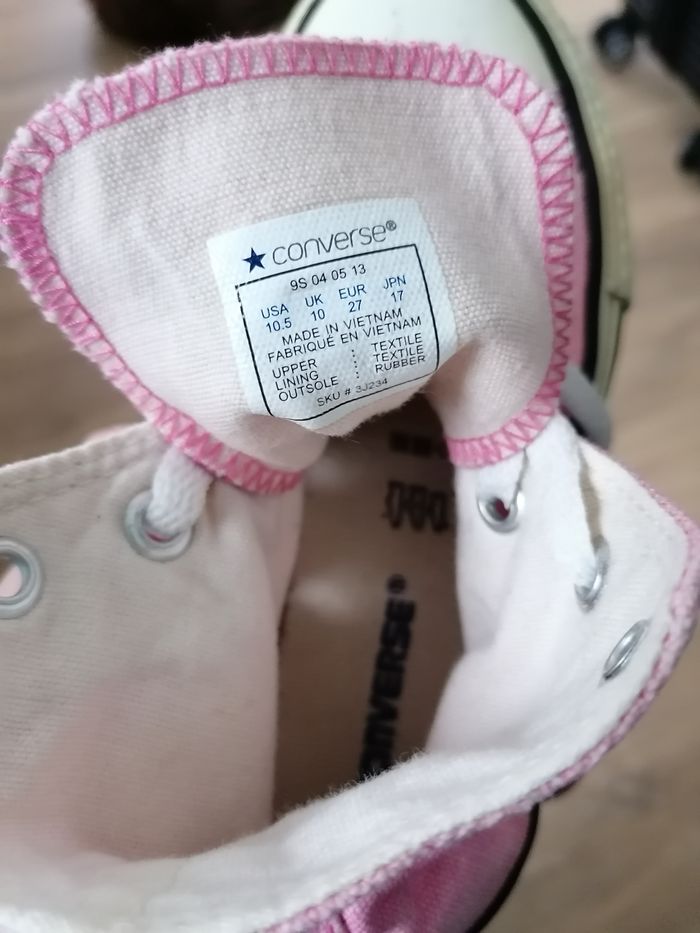 converse®
9S 04 05 13
USA UK EUR JPN
10.5 10 27 17
MADE IN VIETNAM
FABRIQUÉ EN VIETNAM
UPPER : TEXTILE
LINING : TEXTILE
OUTSOLE : RUBBER
SKU # 3J234
CONVERSE®